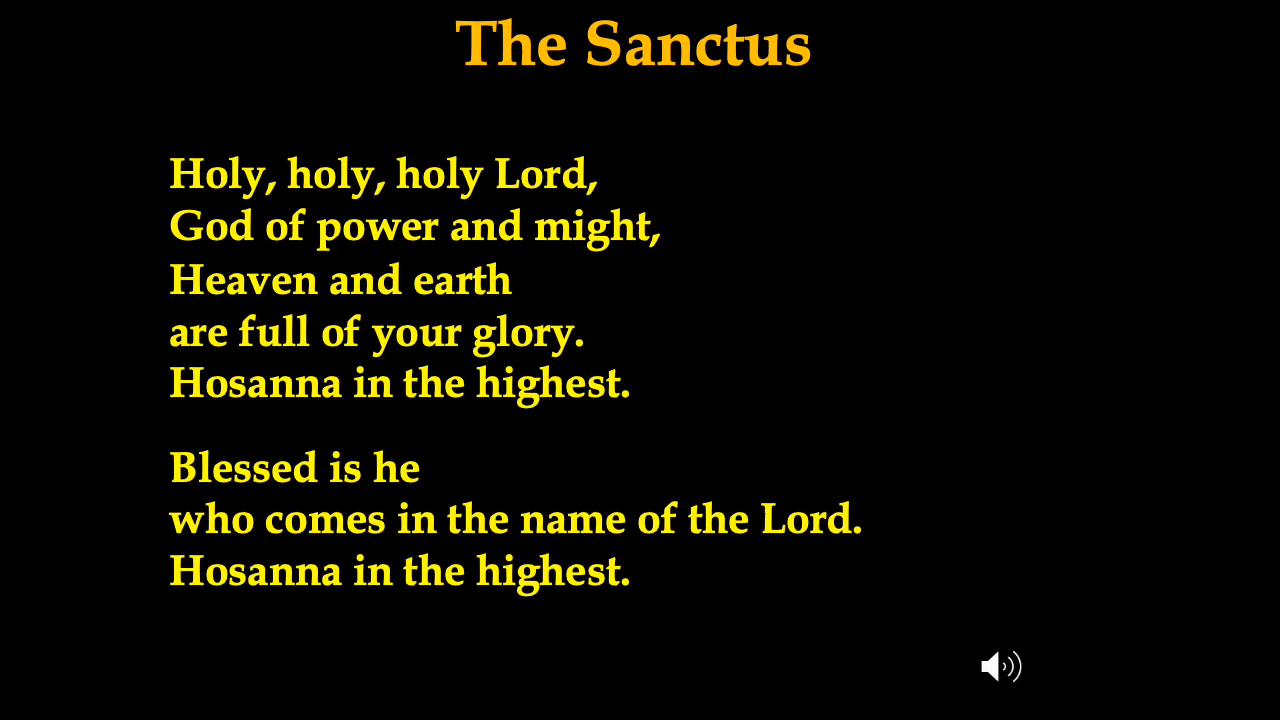 The Sanctus
Holy, holy, holy Lord,
God of power and might,
Heaven and earth
are full of your glory.
Hosanna in the highest.
Blessed is he
who comes in the name of the Lord.
Hosanna in the highest.